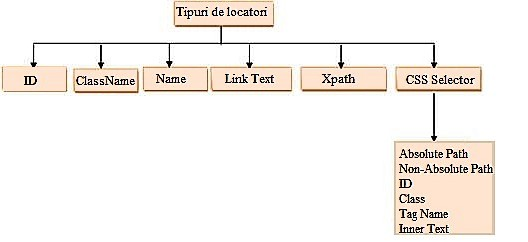 Tipuri de locatori
ID
ClassName
Name
Link Text
Xpath
CSS Selector
Absolute Path
Non-Absolute Path
ID
Class
Tag Name
Inner Text